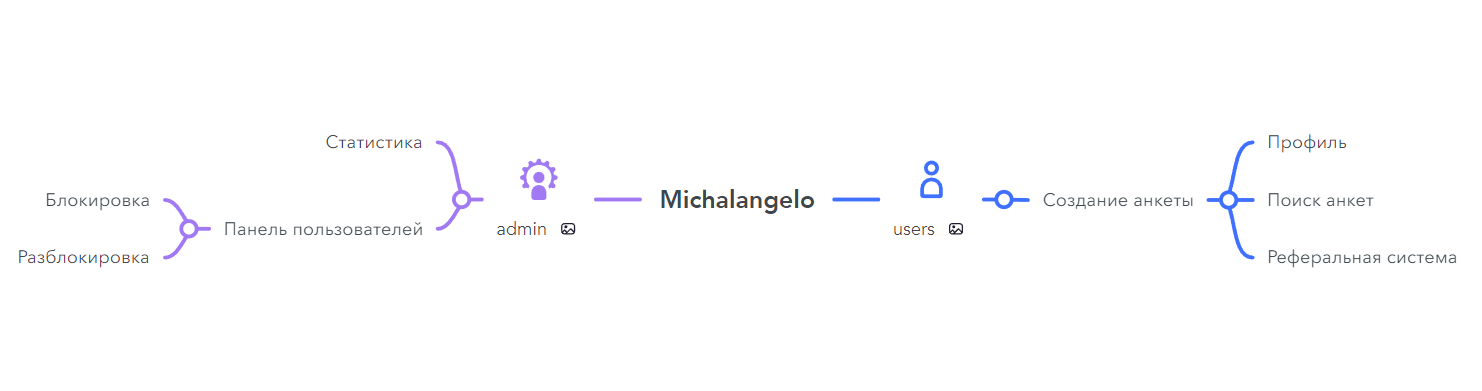 Статистика
Профиль
Блокировка
Michalangelo
Создание анкеты
Поиск анкет
Панель пользователей
admin
users
Разблокировка
Реферальная система